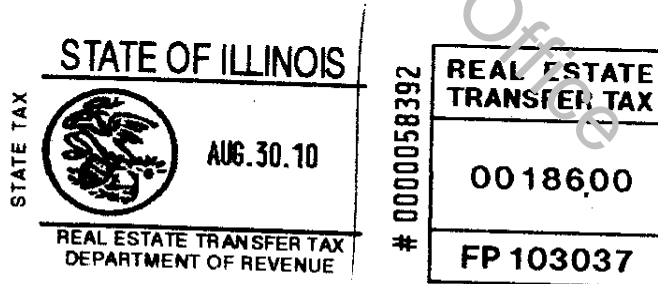 STATE OF ILLINOIS
STATE TAX
AUG.30.10
REAL ESTATE TRANSFER TAX
DEPARTMENT OF REVENUE
# 0000058392
REAL ESTATE
TRANSFER TAX
0018600
FP 103037
Office